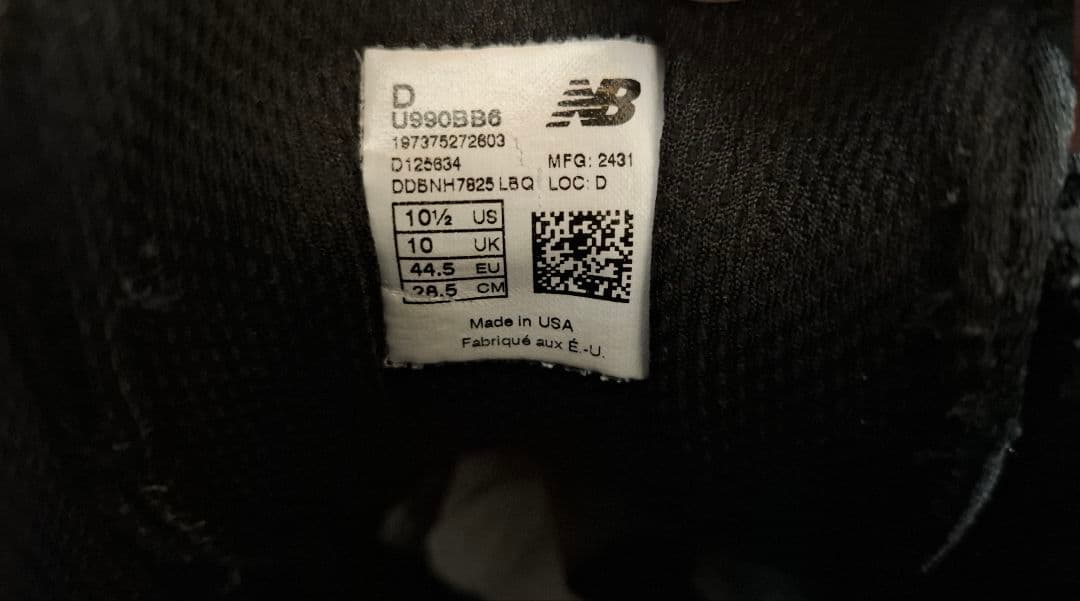 D
NB
U990BB6
197375272603
D125634 MFG: 2431
DDBNH7825 LBQ LOC: D
10½ US
10 UK
44.5 EU
28.5 CM
Made in USA
Fabriqué aux É.-U.